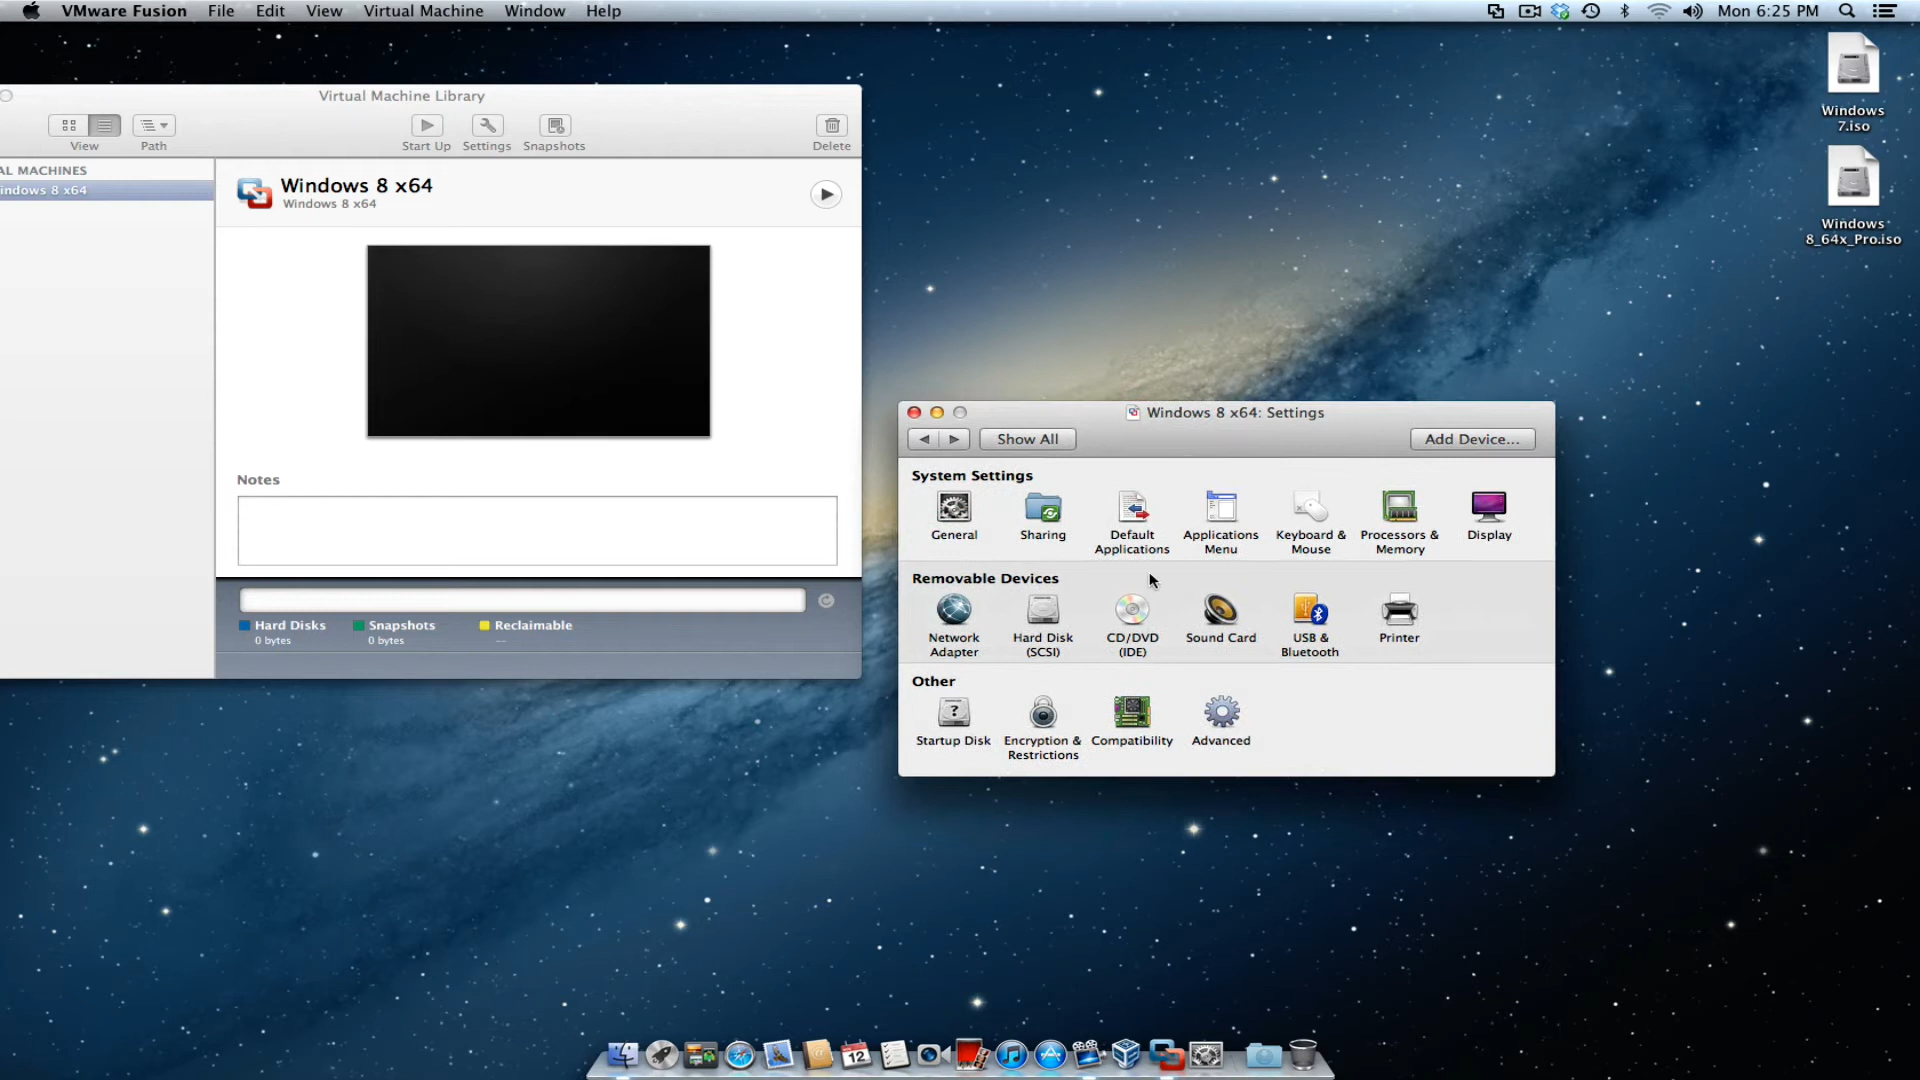 VMware Fusion File Edit View Virtual Machine Window Help
Mon 6:25 PM
Windows
7.iso
Windows
8_64x_Pro.iso
Virtual Machine Library
View
Path
Start Up
Settings
Snapshots
Delete
AL MACHINES
indows 8 x64
Windows 8 x64
Windows 8 x64
Notes
Hard Disks
0 bytes
Snapshots
0 bytes
Reclaimable
--
Windows 8 x64: Settings
Show All
Add Device...
System Settings
General
Sharing
Default
Applications
Applications
Menu
Keyboard &
Mouse
Processors &
Memory
Display
Removable Devices
Network
Adapter
Hard Disk
(SCSI)
CD/DVD
(IDE)
Sound Card
USB &
Bluetooth
Printer
Other
Startup Disk
Encryption &
Restrictions
Compatibility
Advanced
12